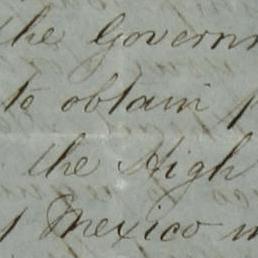 the Govern
to obtain
the High
Mexico